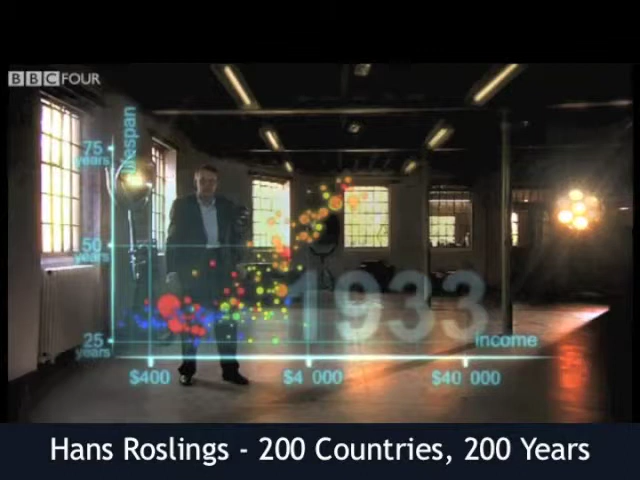 BBC FOUR
lifespan
75
years
50
years
25
years
1933
income
$400
$4 000
$40 000
Hans Roslings - 200 Countries, 200 Years